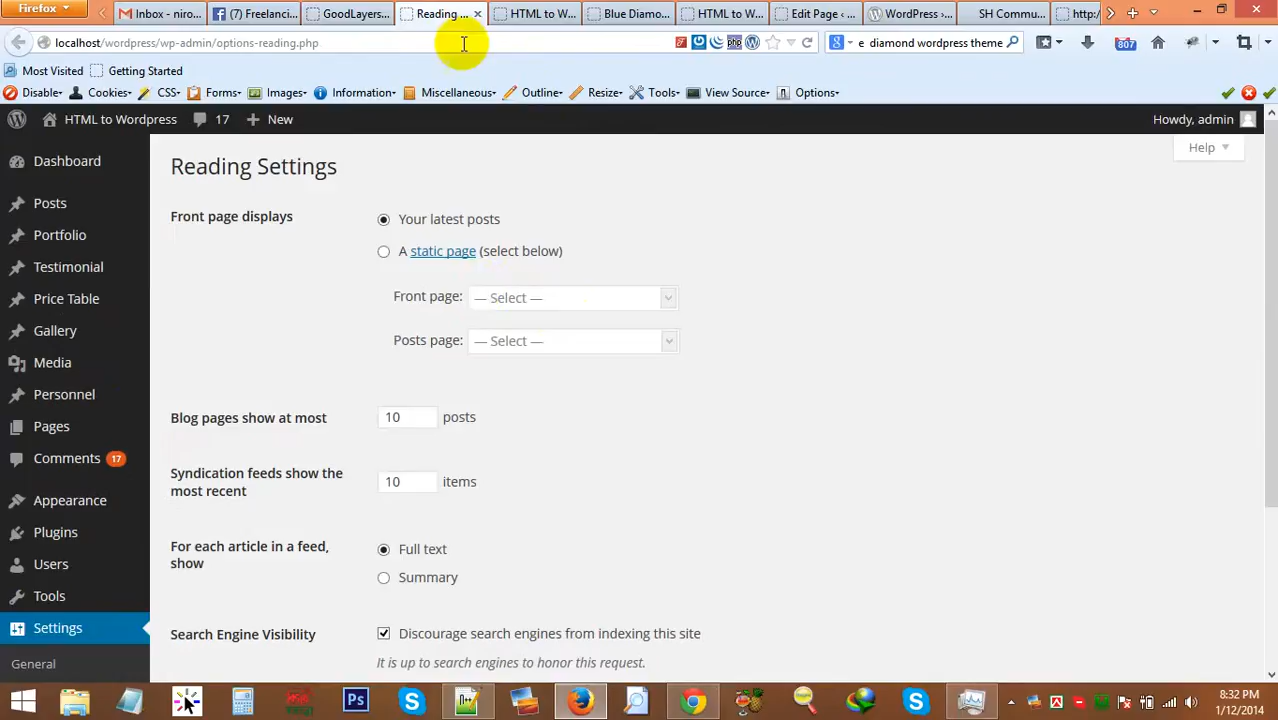 Firefox
Inbox - niro...
(7) Freelanci...
GoodLayers...
Reading ...
HTML to W...
Blue Diamo...
HTML to W...
Edit Page ‹ ...
WordPress ›...
SH Commu...
http:/
localhost/wordpress/wp-admin/options-reading.php
e diamond wordpress theme
807
Most Visited
Getting Started
Disable
Cookies
CSS
Forms
Images
Information
Miscellaneous
Outline
Resize
Tools
View Source
Options
HTML to Wordpress
17
New
Howdy, admin
Dashboard
Posts
Portfolio
Testimonial
Price Table
Gallery
Media
Personnel
Pages
Comments 17
Appearance
Plugins
Users
Tools
Settings
General
Help
Reading Settings
Front page displays
Your latest posts
A static page (select below)
Front page: — Select —
Posts page: — Select —
Blog pages show at most 10 posts
Syndication feeds show the most recent 10 items
For each article in a feed, show
Full text
Summary
Search Engine Visibility
Discourage search engines from indexing this site
It is up to search engines to honor this request.
8:32 PM
1/12/2014